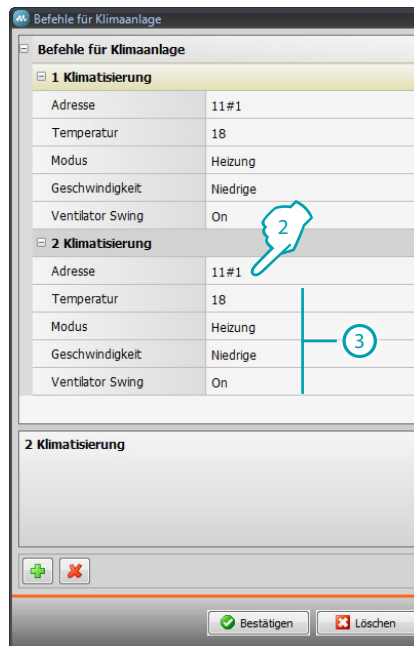 Befehle für Klimaanlage
Befehle für Klimaanlage
1 Klimatisierung
Adresse 11#1
Temperatur 18
Modus Heizung
Geschwindigkeit Niedrige
Ventilator Swing On
2
2 Klimatisierung
Adresse 11#1
Temperatur 18
Modus Heizung
3
Geschwindigkeit Niedrige
Ventilator Swing On
2 Klimatisierung
Bestätigen Löschen